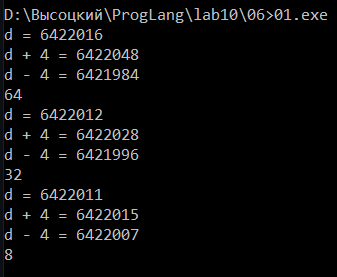 D:\Высоцкий\ProgLang\lab10\06>01.exe
d = 6422016
d + 4 = 6422048
d - 4 = 6421984
64
d = 6422012
d + 4 = 6422028
d - 4 = 6421996
32
d = 6422011
d + 4 = 6422015
d - 4 = 6422007
8